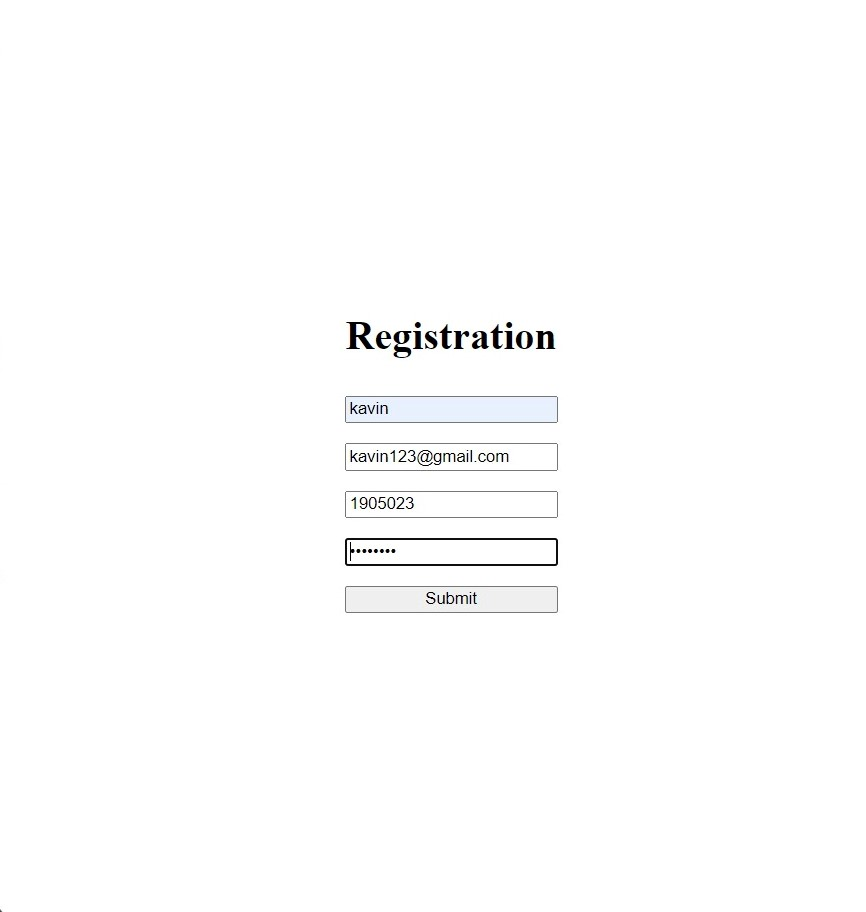 Registration
kavin
kavin123@gmail.com
1905023
••••••••
Submit